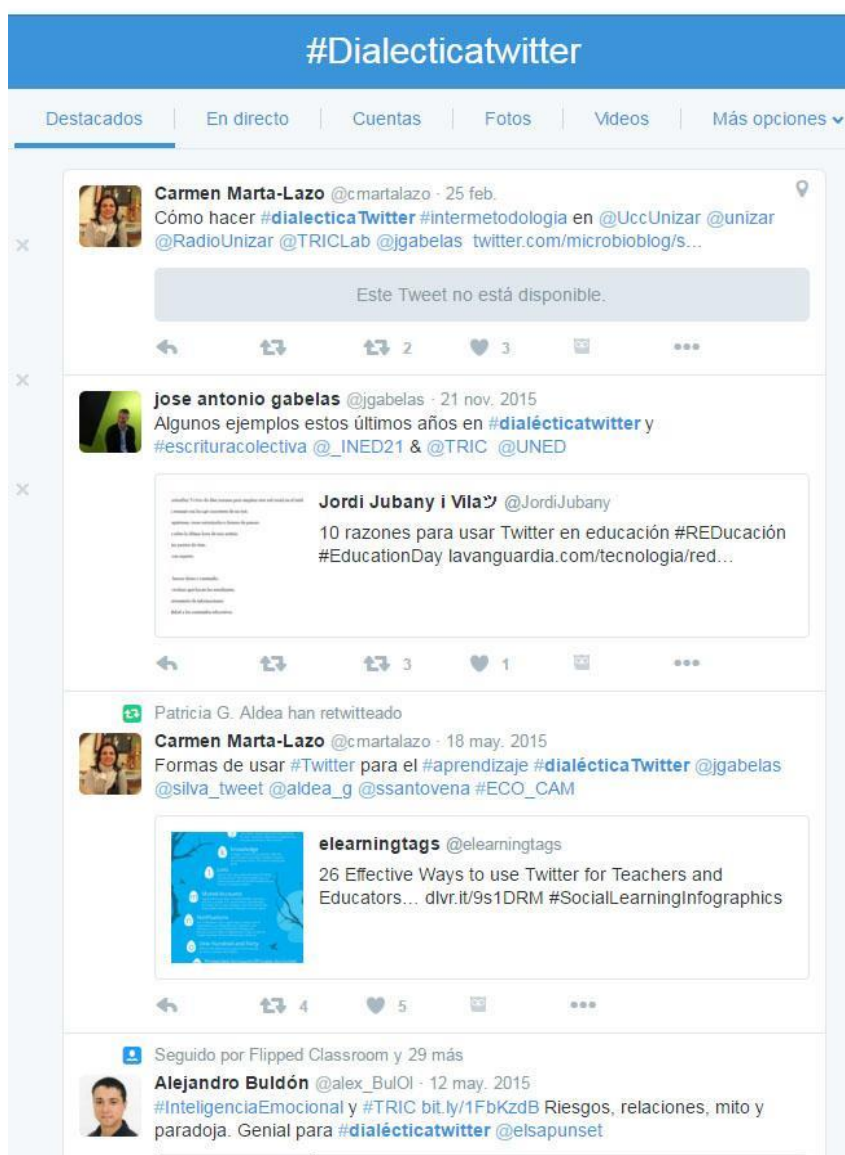 #Dialecticatwitter
Destacados En directo Cuentas Fotos Videos Más opciones
Carmen Marta-Lazo @cmartalazo · 25 feb.
Cómo hacer #dialecticaTwitter #intermetodologia en @UccUnizar @unizar
@RadioUnizar @TRICLab @jgabelas twitter.com/microbioblog/s...
Este Tweet no está disponible.
2 3
jose antonio gabelas @jgabelas · 21 nov. 2015
Algunos ejemplos estos últimos años en #dialécticatwitter y
#escrituracolectiva @_INED21 & @TRIC @UNED
Jordi Jubany i Vilaツ @JordiJubany
10 razones para usar Twitter en educación #REDucación
#EducationDay lavanguardia.com/tecnologia/red...
3 1
Patricia G. Aldea han retwitteado
Carmen Marta-Lazo @cmartalazo · 18 may. 2015
Formas de usar #Twitter para el #aprendizaje #dialécticaTwitter @jgabelas
@silva_tweet @aldea_g @ssantovena #ECO_CAM
elearningtags @elearningtags
26 Effective Ways to use Twitter for Teachers and
Educators... dlvr.it/9s1DRM #SocialLearningInfographics
4 5
Seguido por Flipped Classroom y 29 más
Alejandro Buldón @alex_BulOl · 12 may. 2015
#InteligenciaEmocional y #TRIC bit.ly/1FbKzdB Riesgos, relaciones, mito y
paradoja. Genial para #dialécticatwitter @elsapunset